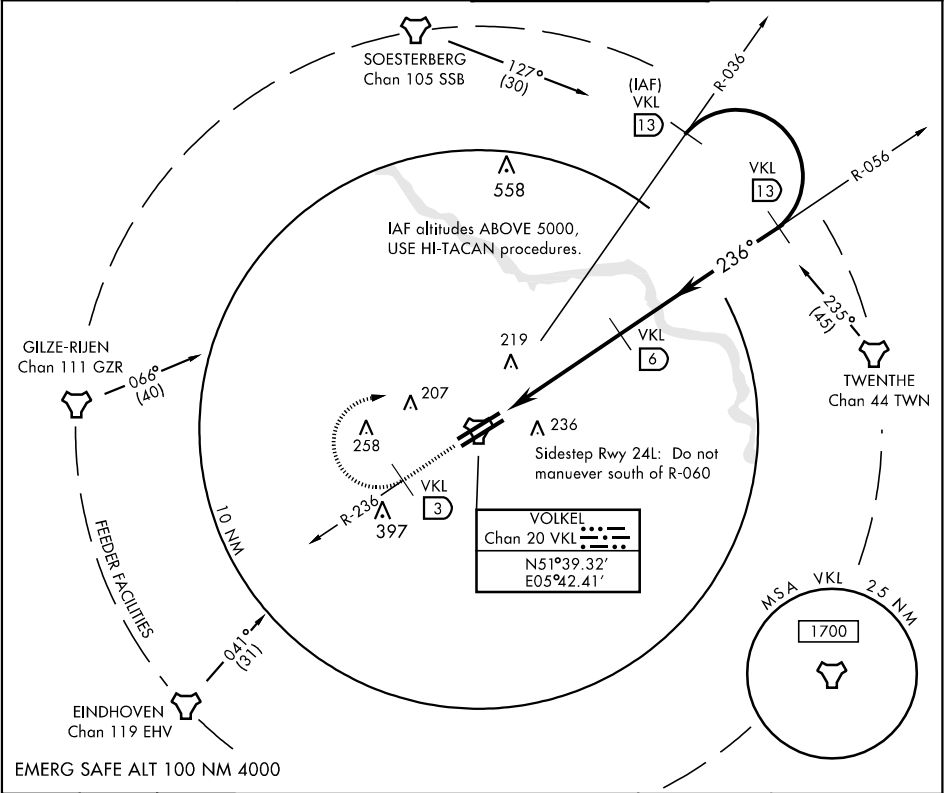 SOESTERBERG
Chan 105 SSB
127°
(30)
(IAF)
VKL
13
R-036
VKL
13
R-056
558
IAF altitudes ABOVE 5000,
USE HI-TACAN procedures.
236°
235°
(45)
VKL
6
219
TWENTHE
Chan 44 TWN
GILZE-RIJEN
Chan 111 GZR
066°
(40)
207
258
236
Sidestep Rwy 24L: Do not
manuever south of R-060
VKL
3
R-236
397
10 NM
VOLKEL
Chan 20 VKL
N51°39.32'
E05°42.41'
FEEDER FACILITIES
041°
(31)
MSA VKL 25 NM
1700
EINDHOVEN
Chan 119 EHV
EMERG SAFE ALT 100 NM 4000